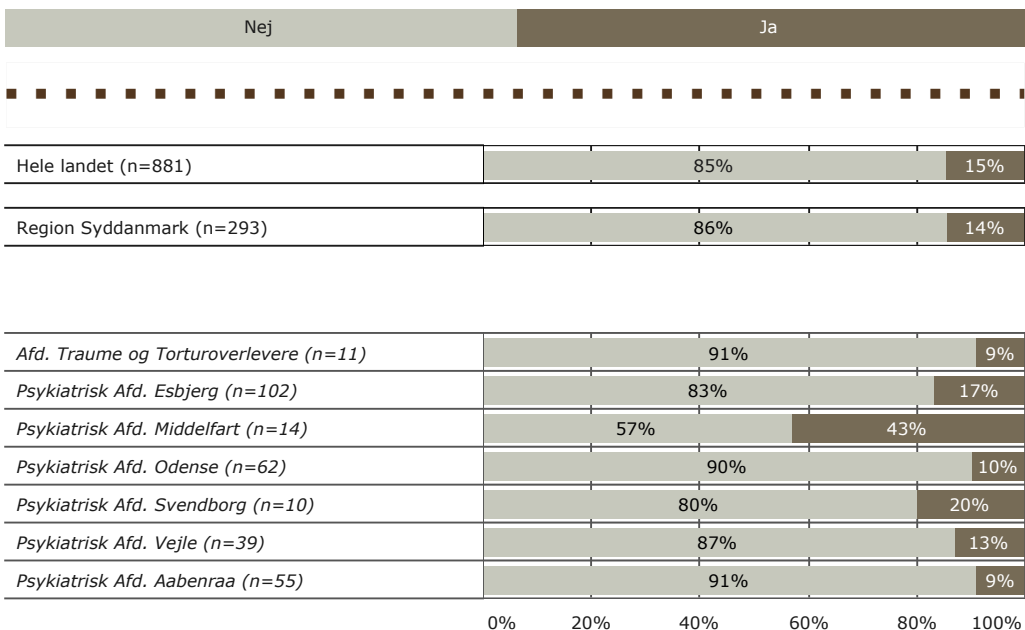 Nej Ja
Hele landet (n=881) 85% 15%
Region Syddanmark (n=293) 86% 14%
Afd. Traume og Torturoverlevere (n=11) 91% 9%
Psykiatrisk Afd. Esbjerg (n=102) 83% 17%
Psykiatrisk Afd. Middelfart (n=14) 57% 43%
Psykiatrisk Afd. Odense (n=62) 90% 10%
Psykiatrisk Afd. Svendborg (n=10) 80% 20%
Psykiatrisk Afd. Vejle (n=39) 87% 13%
Psykiatrisk Afd. Aabenraa (n=55) 91% 9%
0% 20% 40% 60% 80% 100%